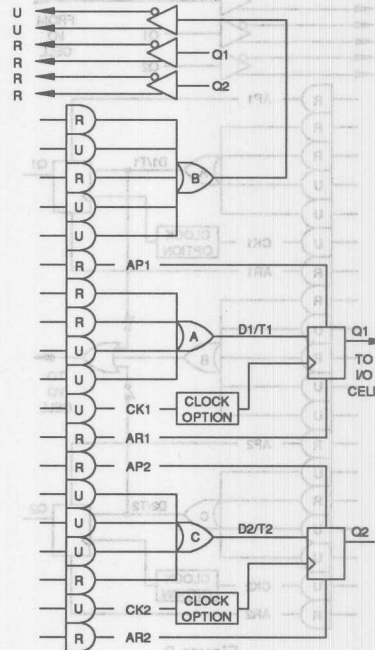 U
U
R
R Q1
R
R Q2
R
U
R B
U
U
R AP1
R
R A D1/T1 Q1
U TO
I/O
CELL
U
U CK1 CLOCK
OPTION
R AR1
R AP2
U
U C D2/T2 Q2
U
R
U CK2 CLOCK
OPTION
R AR2